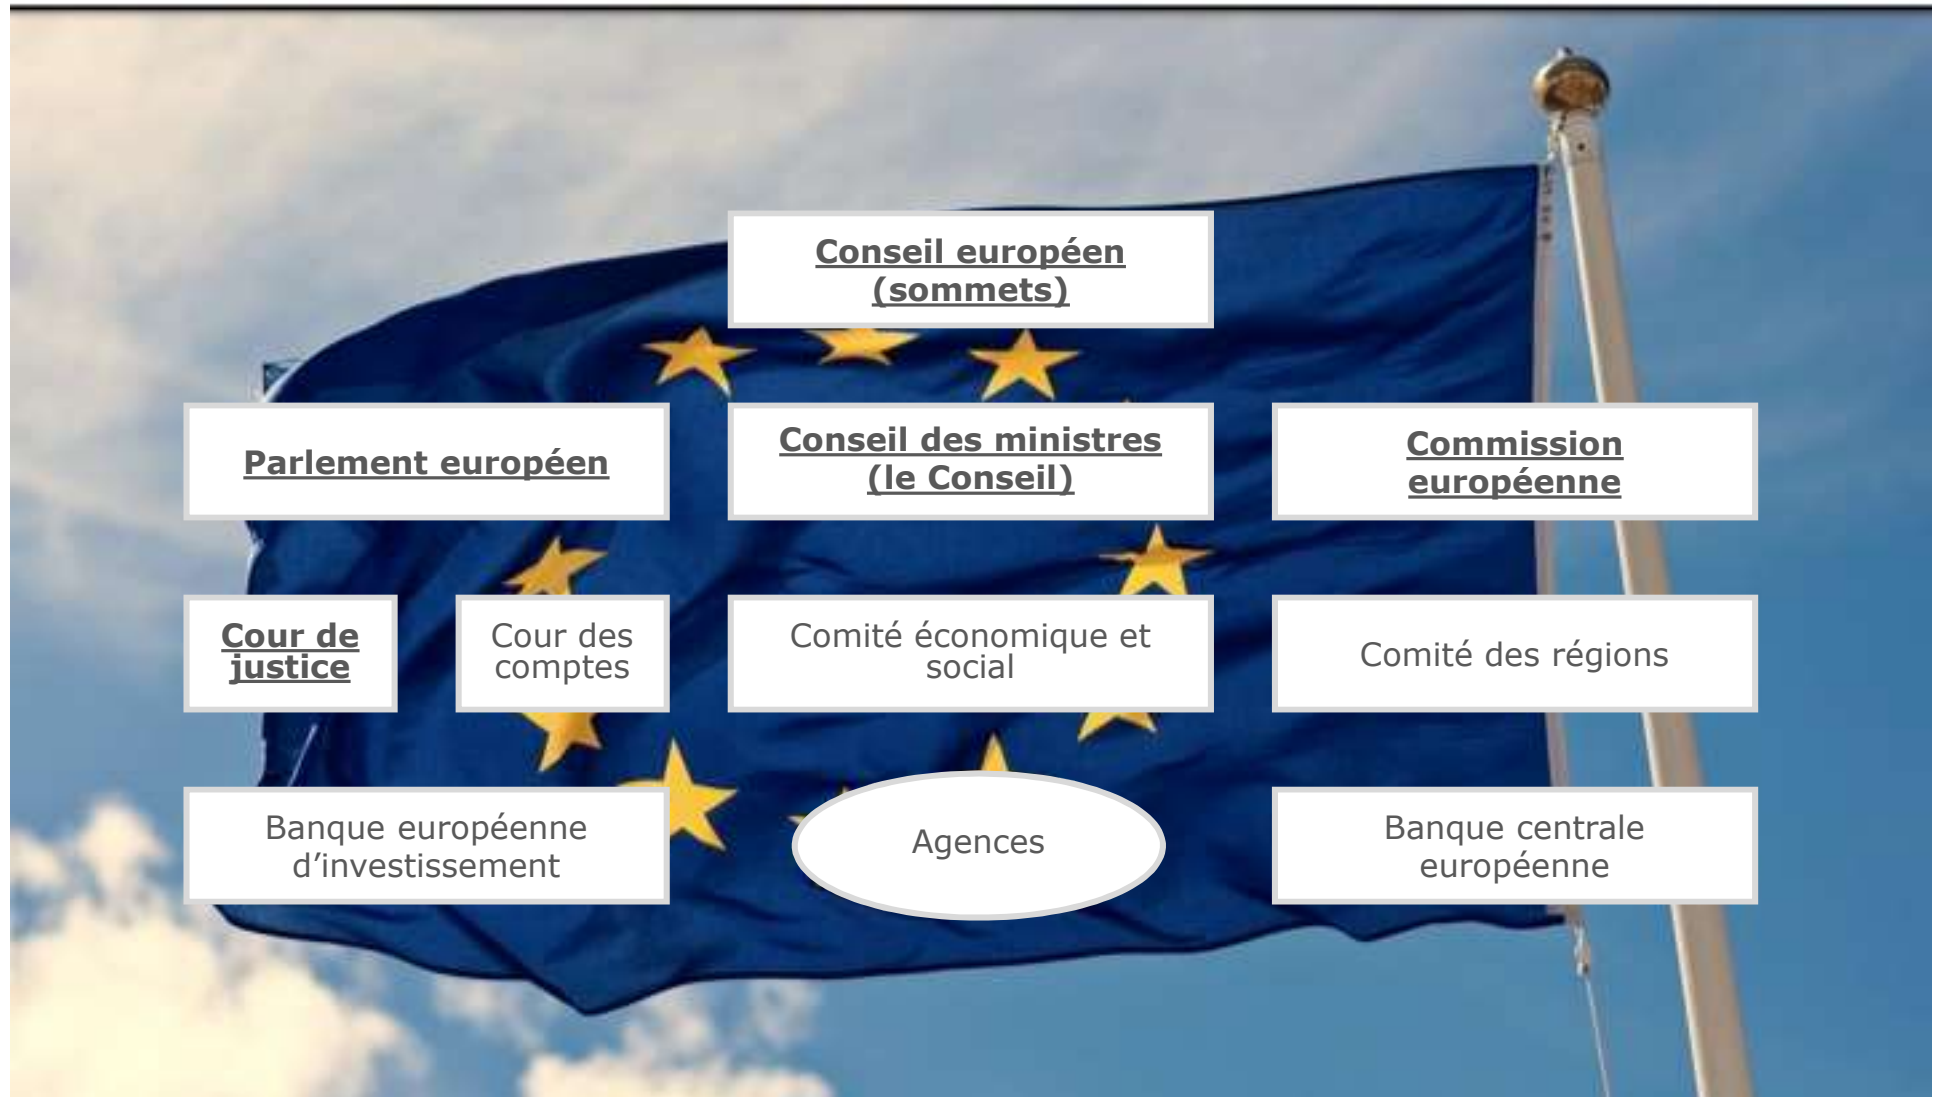 Conseil européen
(sommets)
Parlement européen
Conseil des ministres
(le Conseil)
Commission
européenne
Cour de
justice
Cour des
comptes
Comité économique et
social
Comité des régions
Banque européenne
d’investissement
Agences
Banque centrale
européenne